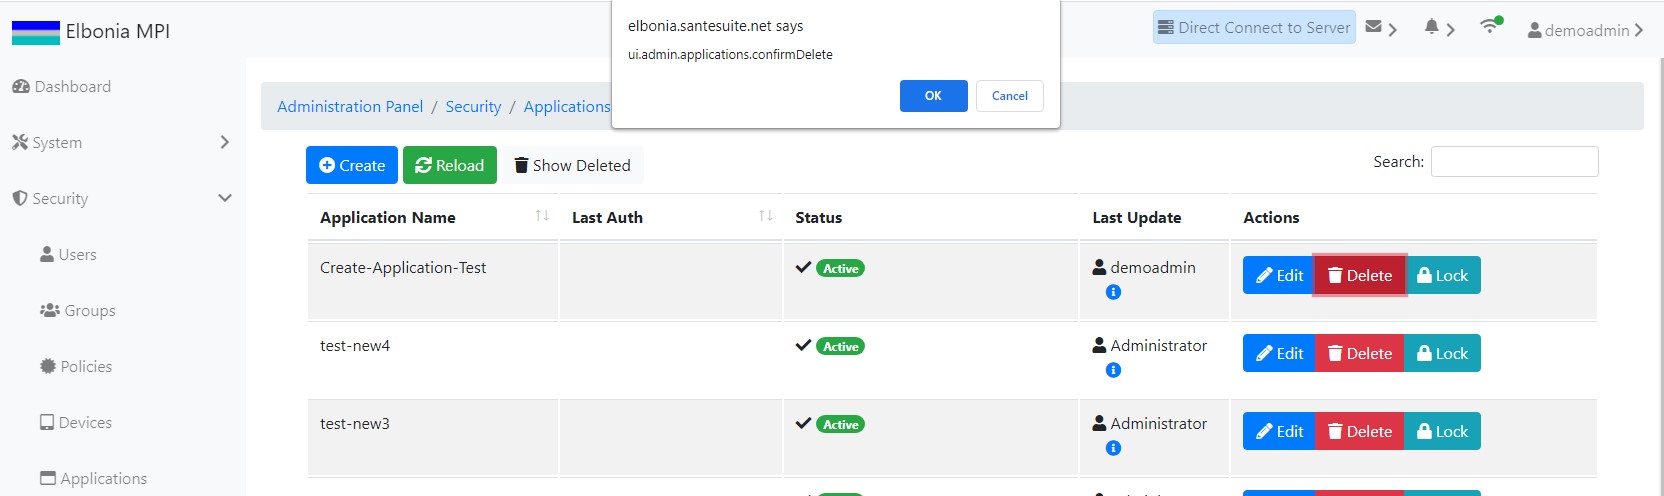 elbonia.santesuite.net says
ui.admin.applications.confirmDelete
OK Cancel
Elbonia MPI
Direct Connect to Server
demoadmin
Dashboard
System
Security
Users
Groups
Policies
Devices
Applications
Administration Panel / Security / Applications
Create Reload Show Deleted Search:
Application Name Last Auth Status Last Update Actions
Create-Application-Test Active demoadmin Edit Delete Lock
test-new4 Active Administrator Edit Delete Lock
test-new3 Active Administrator Edit Delete Lock